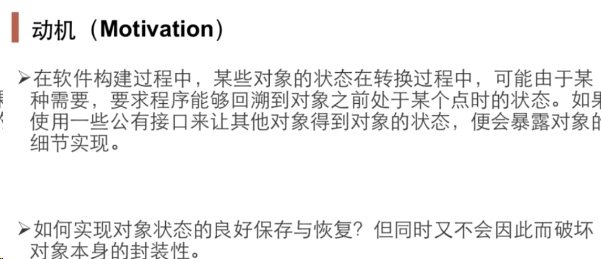 动机（Motivation）
➢在软件构建过程中，某些对象的状态在转换过程中，可能由于某
种需要，要求程序能够回溯到对象之前处于某个点时的状态。如果
使用一些公有接口来让其他对象得到对象的状态，便会暴露对象的
细节实现。
➢如何实现对象状态的良好保存与恢复？但同时又不会因此而破坏
对象本身的封装性。